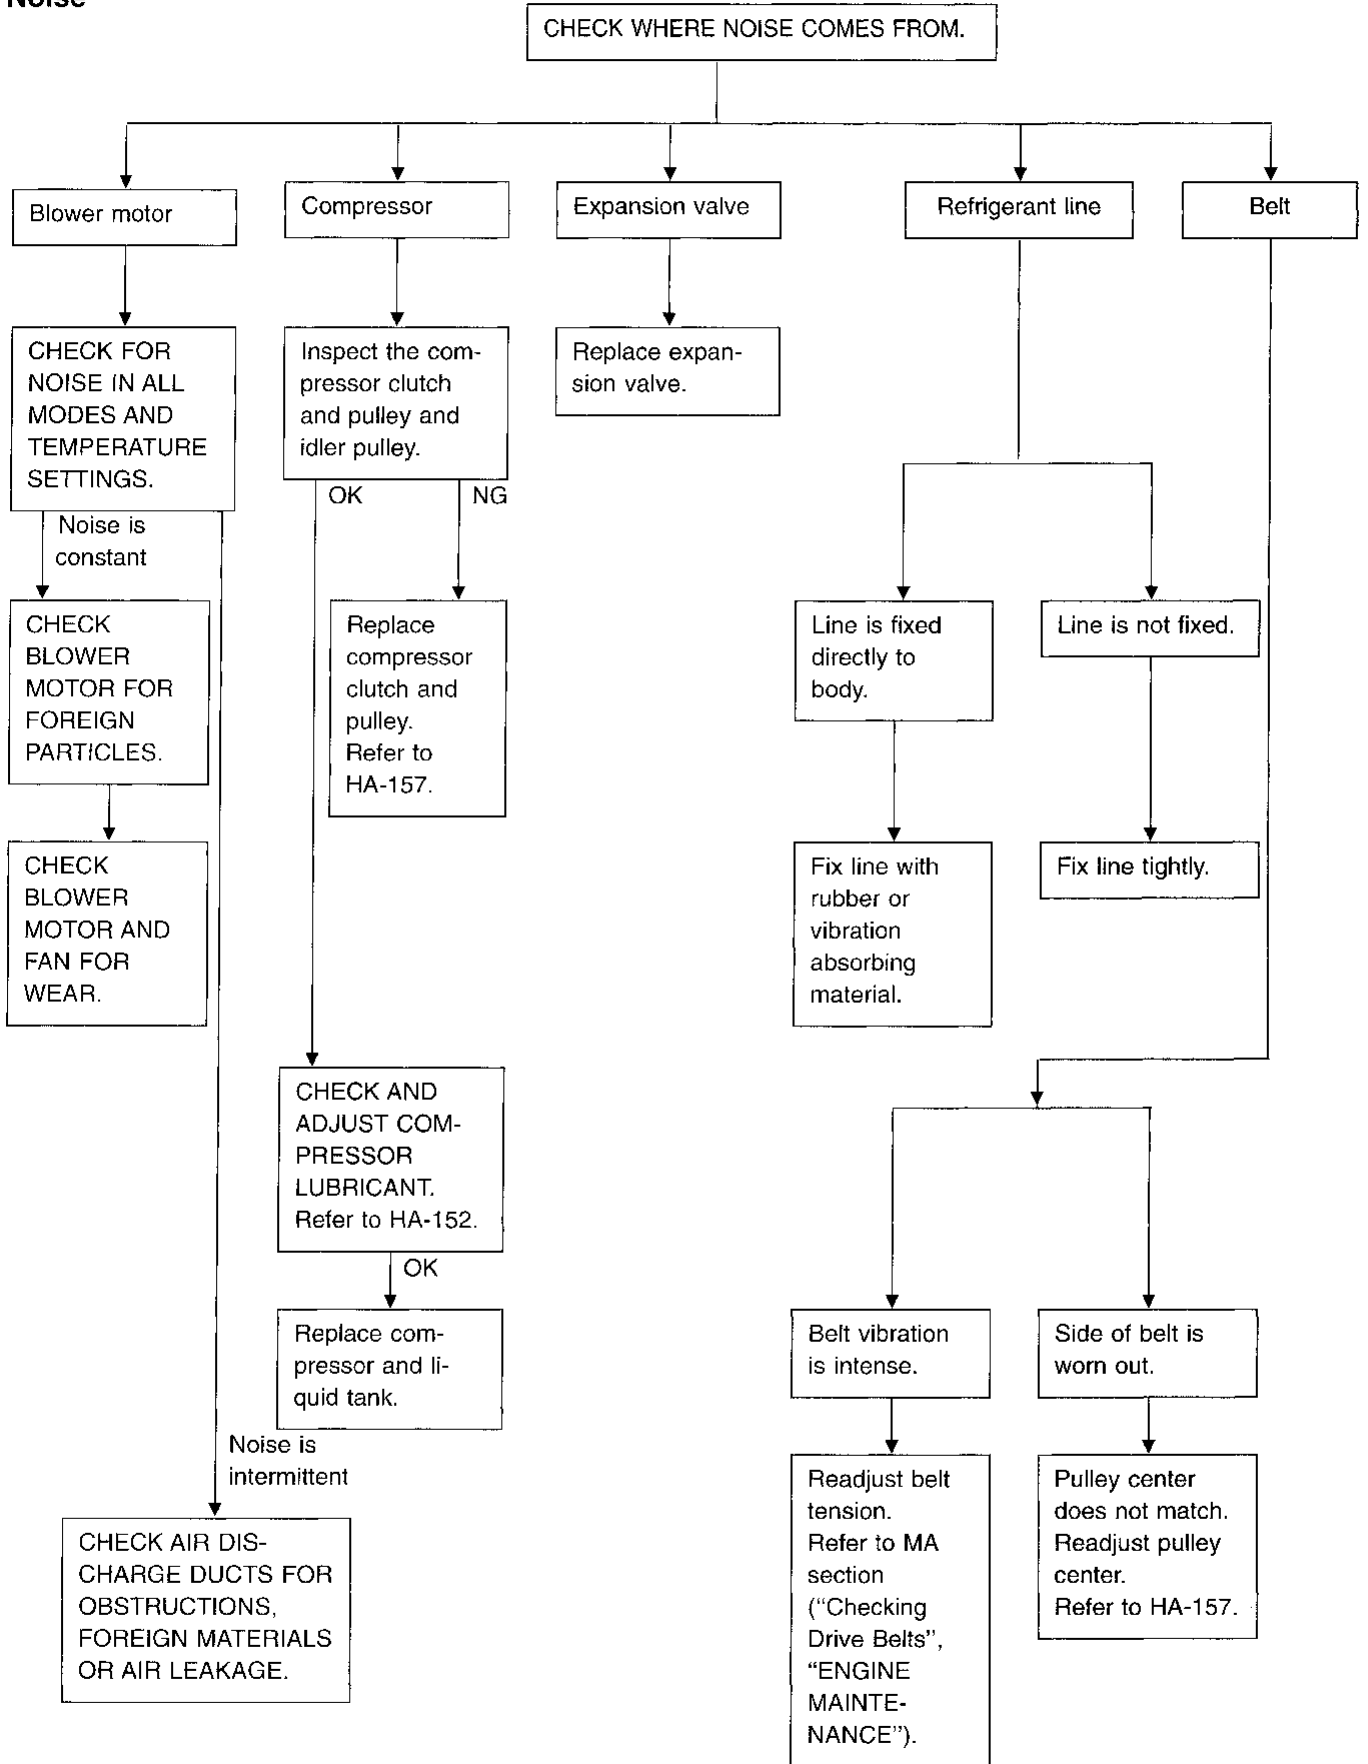 Noise
CHECK WHERE NOISE COMES FROM.
Blower motor
Compressor
Expansion valve
Refrigerant line
Belt
CHECK FOR
NOISE IN ALL
MODES AND
TEMPERATURE
SETTINGS.
Inspect the com-
pressor clutch
and pulley and
idler pulley.
Replace expan-
sion valve.
Noise is
constant
OK
NG
CHECK
BLOWER
MOTOR FOR
FOREIGN
PARTICLES.
Replace
compressor
clutch and
pulley.
Refer to
HA-157.
Line is fixed
directly to
body.
Line is not fixed.
CHECK
BLOWER
MOTOR AND
FAN FOR
WEAR.
Fix line with
rubber or
vibration
absorbing
material.
Fix line tightly.
CHECK AND
ADJUST COM-
PRESSOR
LUBRICANT.
Refer to HA-152.
OK
Replace com-
pressor and li-
quid tank.
Belt vibration
is intense.
Side of belt is
worn out.
Noise is
intermittent
CHECK AIR DIS-
CHARGE DUCTS FOR
OBSTRUCTIONS,
FOREIGN MATERIALS
OR AIR LEAKAGE.
Readjust belt
tension.
Refer to MA
section
(“Checking
Drive Belts”,
“ENGINE
MAINTE-
NANCE”).
Pulley center
does not match.
Readjust pulley
center.
Refer to HA-157.